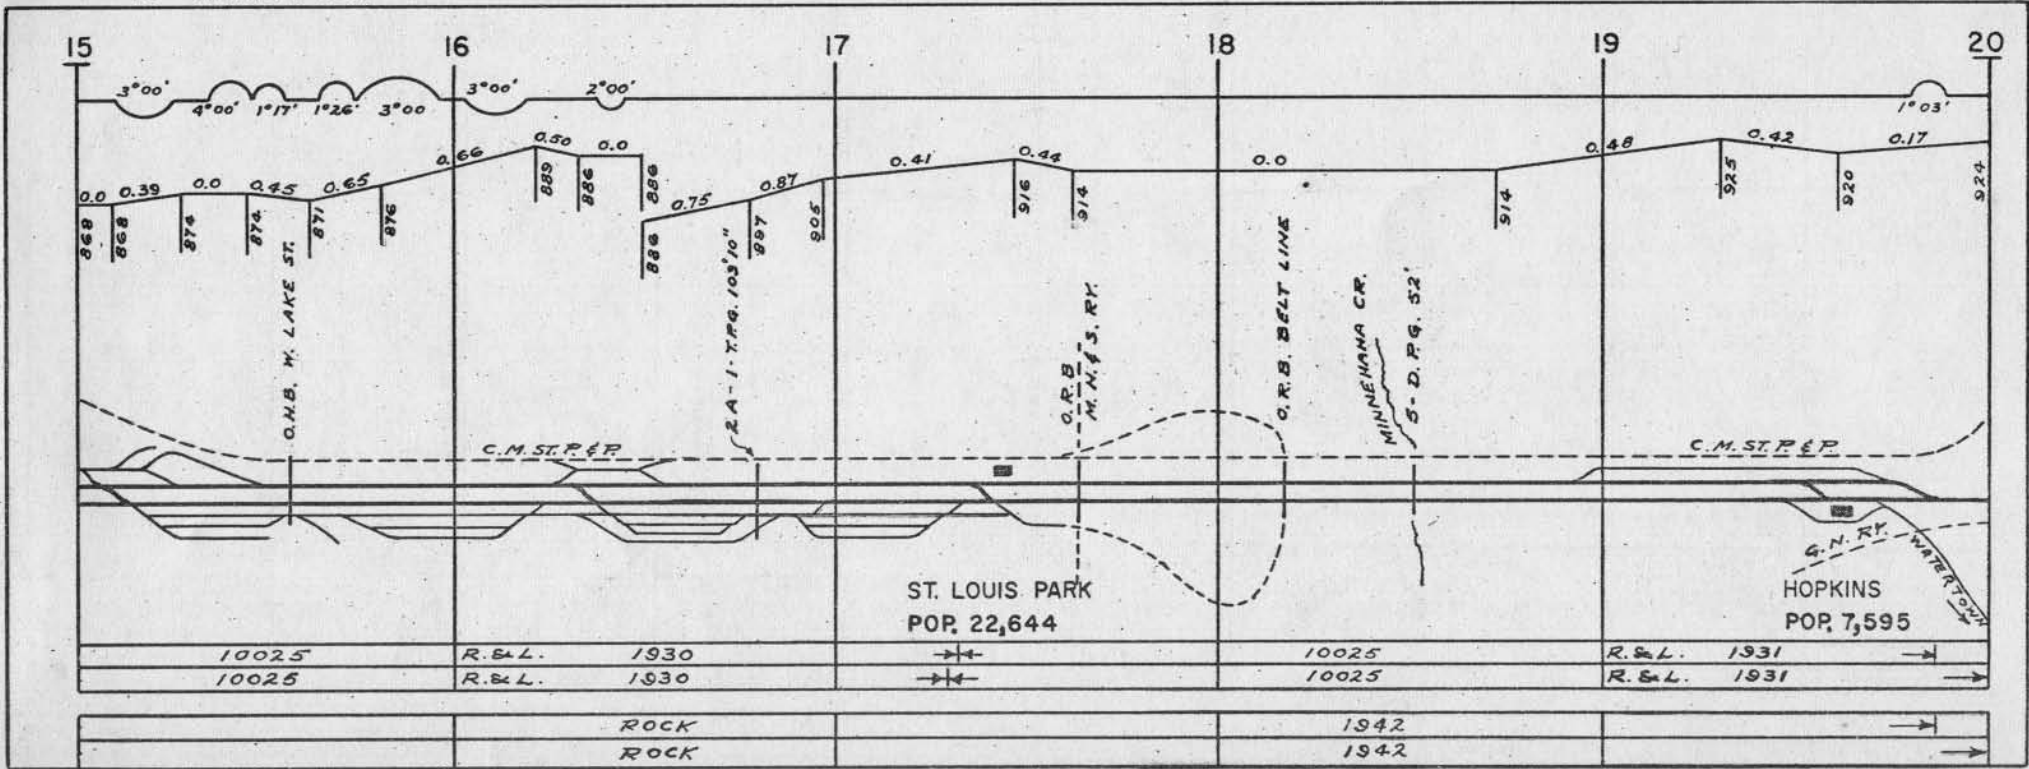 15 16 17 18 19 20
3°00' 4°00' 1°17' 1°26' 3°00 3°00' 2°00' 1°03'
0.0 0.39 0.0 0.45 0.65 0.66 0.50 0.0 0.75 0.87 0.41 0.44 0.0 0.48 0.42 0.17
868 868 874 874 871 876 889 886 886 886 897 905 916 914 914 925 920 924
O.H.B. W. LAKE ST.
2A-1-T.P.G. 103'10"
O.R.B
M.N.& S. RY.
O.R.B. BELT LINE
MINNEHAHA CR.
5-D.P.G. 52'
C.M.ST.P. & P.
C.M.ST.P. & P.
G.N. RY.
WATERTOWN
ST. LOUIS PARK
POP. 22,644
HOPKINS
POP. 7,595
10025 R.&L. 1930 10025 R.&L. 1931
10025 R.&L. 1930 10025 R.&L. 1931
ROCK 1942
ROCK 1942